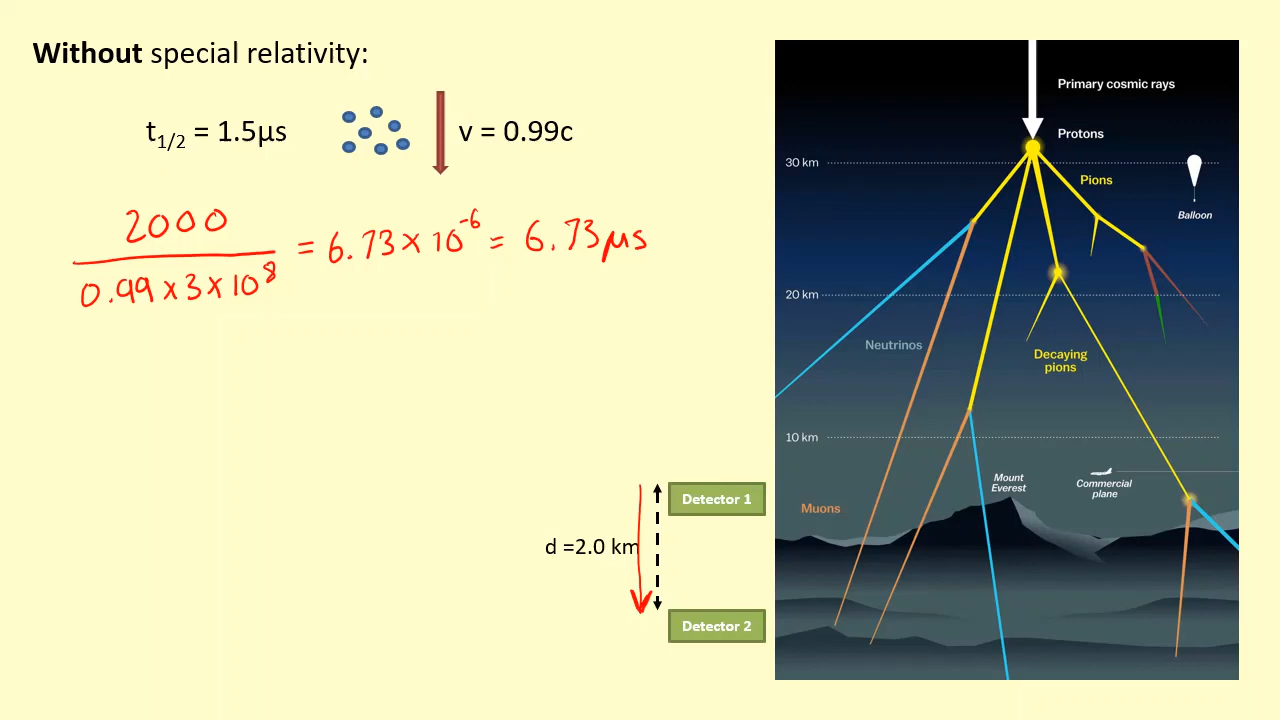 Without special relativity:
t1/2 = 1.5µs
v = 0.99c
2000
0.99 × 3 × 10^8
= 6.73 × 10^-6 = 6.73 µs
d =2.0 km
Detector 1
Detector 2
Primary cosmic rays
Protons
30 km
Pions
Balloon
20 km
Neutrinos
Decaying
pions
10 km
Mount
Everest
Commercial
plane
Muons